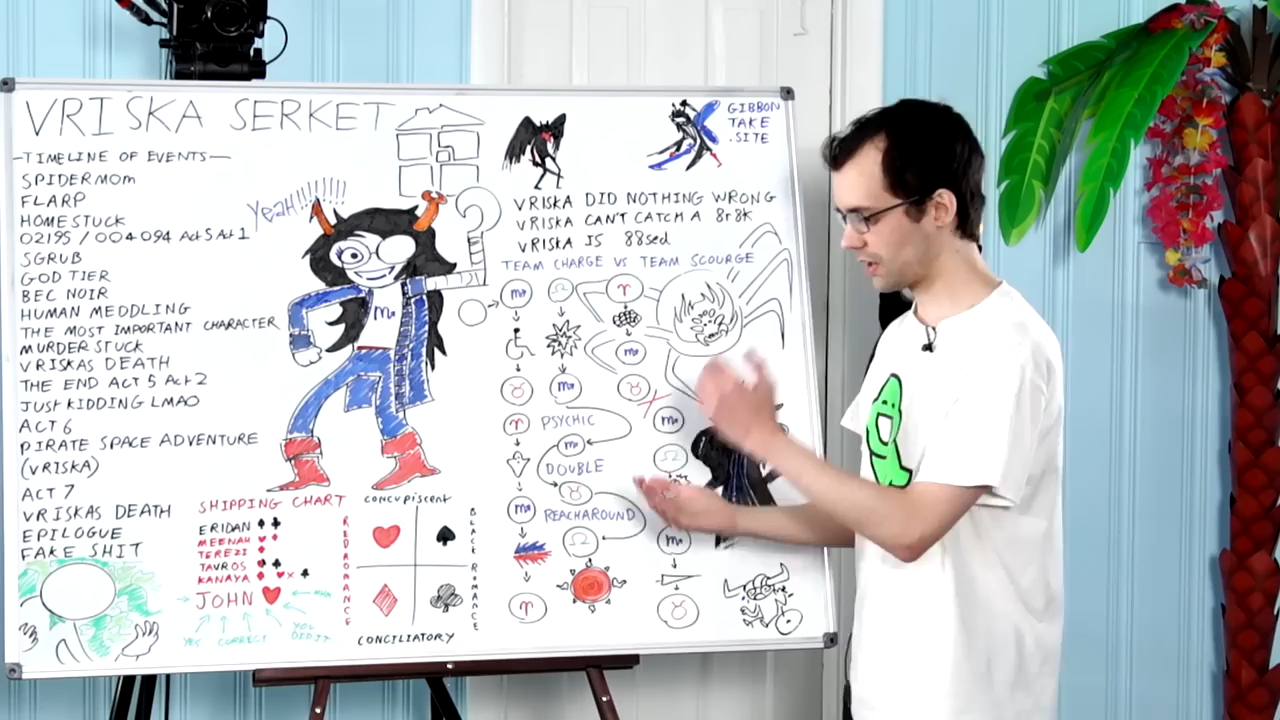 VRISKA SERKET
-TIMELINE OF EVENTS-
SPIDERMOM
FLARP
HOMESTUCK
02195 / 004094 Act 5 Act 1
SGRUB
GOD TIER
BEC NOIR
HUMAN MEDDLING
THE MOST IMPORTANT CHARACTER
MURDER STUCK
VRISKAS DEATH
THE END ACT 5 Act 2
JUST KIDDING LMAO
ACT 6
PIRATE SPACE ADVENTURE
(VRISKA)
ACT 7
VRISKAS DEATH
EPILOGUE
FAKE SHIT
YeaH!!!!!!!!
SHIPPING CHART
ERIDAN ♠ ♣
MEENAH ♥ ♦
TEREZI ♦
TAVROS ♠
KANAYA ♦ ♥× ♣
JOHN ♥
YES CORRECT YOU DID IT
CONCUPISCENT
RED ROMANCE
BLACK ROMANCE
CONCILIATORY
GIBBON
TAKE
.SITE
VRISKA DID NOTHING WRONG
VRISKA CAN'T CATCH A 8r8k
VRISKA IS 88sed
TEAM CHARGE VS TEAM SCOURGE
PSYCHIC
DOUBLE
REACHAROUND